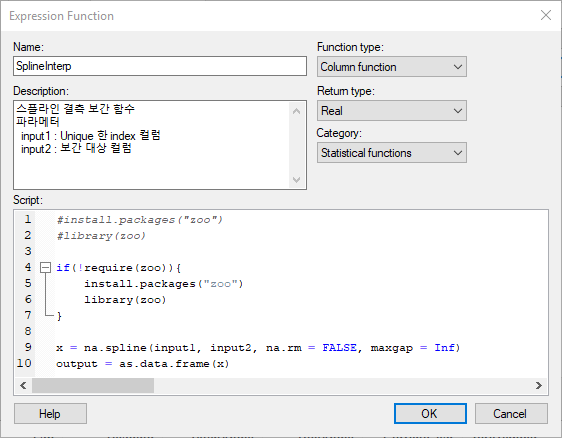 Expression Function
Name:
SplineInterp
Function type:
Column function
Description:
스플라인 결측 보간 함수
파라메터
input1 : Unique 한 index 컬럼
input2 : 보간 대상 컬럼
Return type:
Real
Category:
Statistical functions
Script:
1 #install.packages("zoo")
2 #library(zoo)
3
4 if(!require(zoo)){
5 install.packages("zoo")
6 library(zoo)
7 }
8
9 x = na.spline(input1, input2, na.rm = FALSE, maxgap = Inf)
10 output = as.data.frame(x)
Help
OK
Cancel